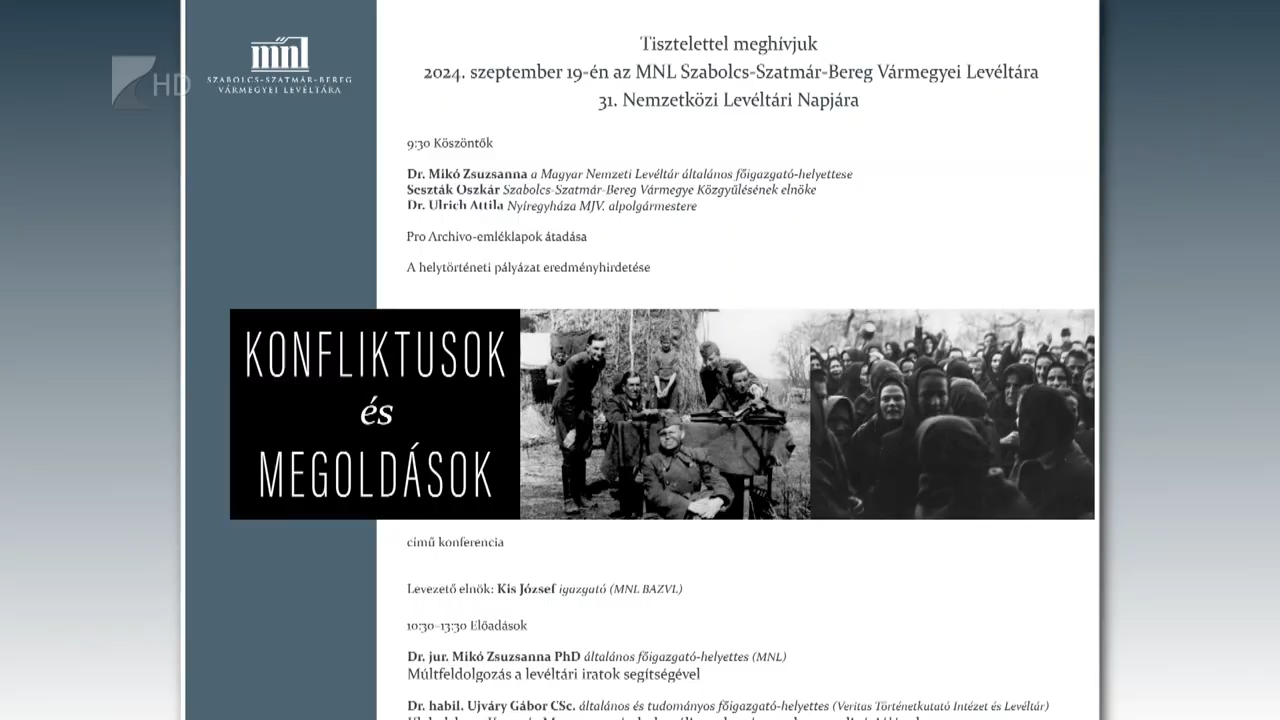 mnl
SZABOLCS-SZATMÁR-BEREG
VÁRMEGYEI LEVÉLTÁRA
HD
Tisztelettel meghívjuk
2024. szeptember 19-én az MNL Szabolcs-Szatmár-Bereg Vármegyei Levéltára
31. Nemzetközi Levéltári Napjára
9:30 Köszöntők
Dr. Mikó Zsuzsanna a Magyar Nemzeti Levéltár általános főigazgató-helyettese
Seszták Oszkár Szabolcs-Szatmár-Bereg Vármegye Közgyűlésének elnöke
Dr. Ulrich Attila Nyíregyháza MJV. alpolgármestere
Pro Archivo-emléklapok átadása
A helytörténeti pályázat eredményhirdetése
KONFLIKTUSOK
és
MEGOLDÁSOK
című konferencia
Levezető elnök: Kis József igazgató (MNL BAZVL)
10:30–13:30 Előadások
Dr. jur. Mikó Zsuzsanna PhD általános főigazgató-helyettes (MNL)
Múltfeldolgozás a levéltári iratok segítségével
Dr. habil. Ujváry Gábor CSc. általános és tudományos főigazgató-helyettes (Veritas Történetkutató Intézet és Levéltár)